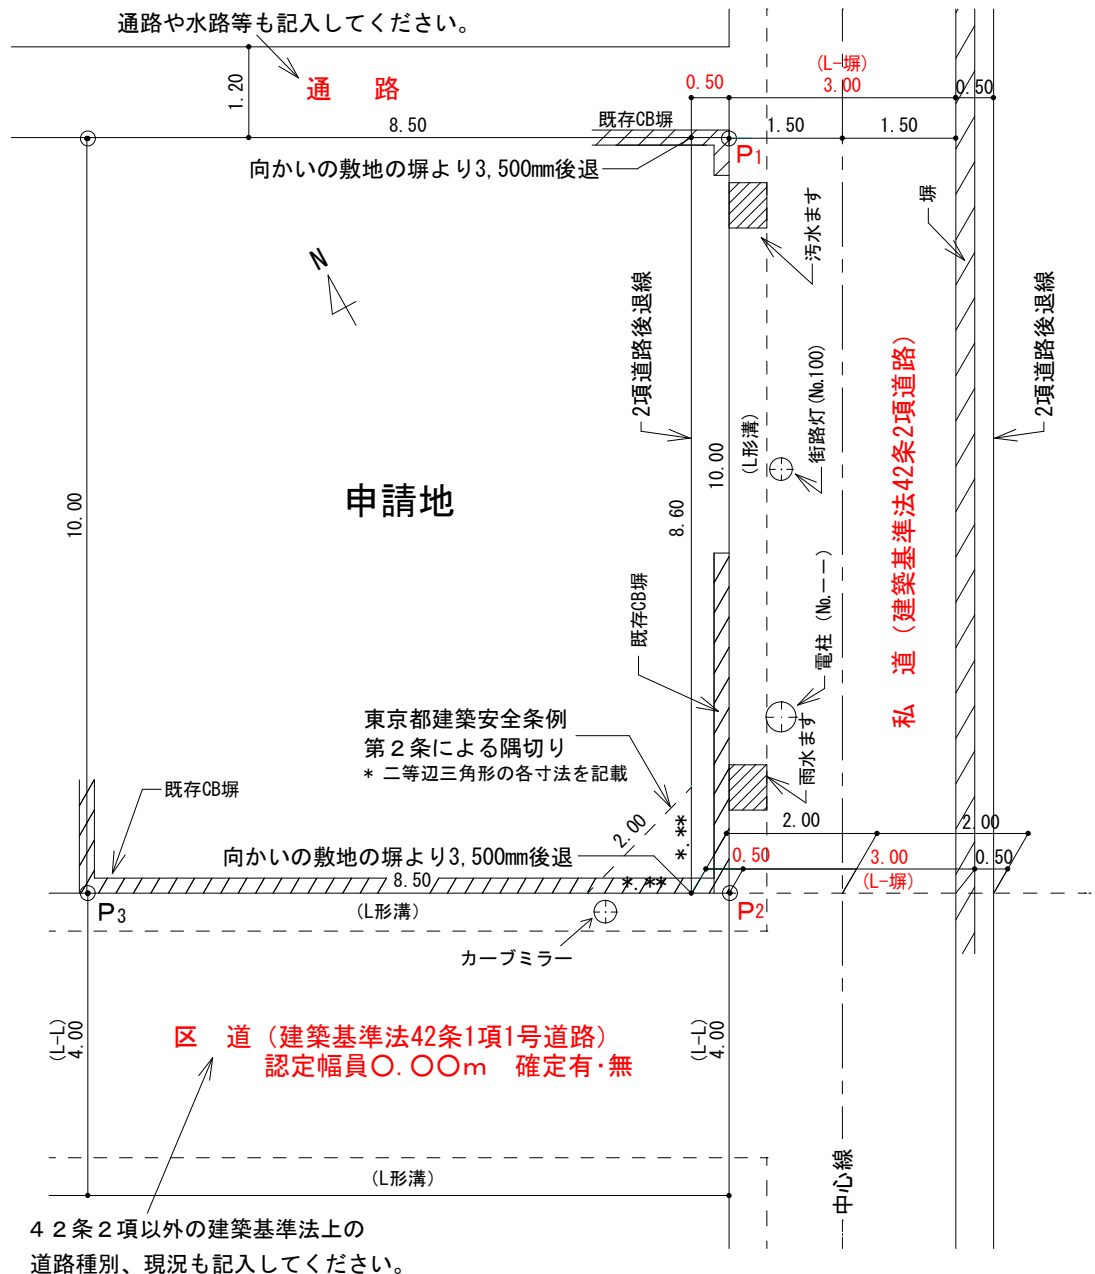 通路や水路等も記入してください。
(L-塀)
0.50
3.00
0.50
1.20
通　路
既存CB塀
8.50
1.50
1.50
P1
向かいの敷地の塀より3,500mm後退
塀
汚水ます
N
2項道路後退線
2項道路後退線
街路灯(No.100)
(L形溝)
10.00
8.60
10.00
申請地
私　道（建築基準法42条2項道路）
既存CB塀
電柱（No.ーー）
東京都建築安全条例
第２条による隅切り
* 二等辺三角形の各寸法を記載
雨水ます
既存CB塀
2.00
*.**
2.00
2.00
向かいの敷地の塀より3,500mm後退
0.50
3.00
0.50
8.50
*.**
(L-塀)
P3
(L形溝)
P2
カーブミラー
(L-L)
4.00
(L-L)
4.00
区　道（建築基準法42条1項1号道路）
認定幅員〇.〇〇m　確定有･無
(L形溝)
中心線
４２条２項以外の建築基準法上の
道路種別、現況も記入してください。